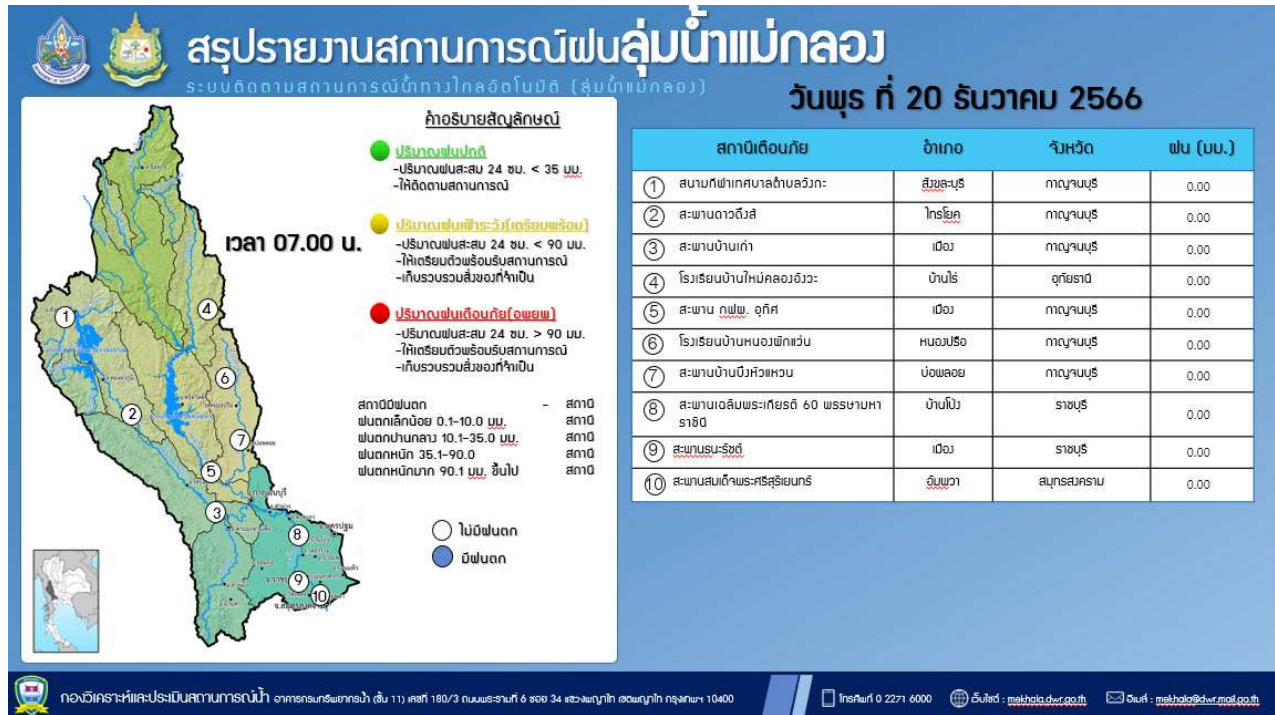 สรุปรายงานสถานการณ์ฝนลุ่มน้ำแม่กลอง
ระบบติดตามสถานการณ์น้ำทางไกลอัตโนมัติ (ลุ่มน้ำแม่กลอง)
วันพุธ ที่ 20 ธันวาคม 2566
คำอธิบายสัญลักษณ์
ปริมาณฝนปกติ
-ปริมาณฝนสะสม 24 ชม. < 35 มม.
-ให้ติดตามสถานการณ์
ปริมาณฝนเฝ้าระวัง(เตรียมพร้อม)
-ปริมาณฝนสะสม 24 ชม. < 90 มม.
-ให้เตรียมตัวพร้อมรับสถานการณ์
-เก็บรวบรวมสิ่งของที่จำเป็น
ปริมาณฝนเตือนภัย(อพยพ)
-ปริมาณฝนสะสม 24 ชม. > 90 มม.
-ให้เตรียมตัวพร้อมรับสถานการณ์
-เก็บรวบรวมสิ่งของที่จำเป็น
เวลา 07.00 น.
1
2
3
4
5
6
7
8
9
10
สถานีมีฝนตก - สถานี
ฝนตกเล็กน้อย 0.1-10.0 มม. สถานี
ฝนตกปานกลาง 10.1-35.0 มม. สถานี
ฝนตกหนัก 35.1-90.0 สถานี
ฝนตกหนักมาก 90.1 มม. ขึ้นไป สถานี
ไม่มีฝนตก
มีฝนตก
สถานีเตือนภัย อำเภอ จังหวัด ฝน (มม.)
1 สนามกีฬาเทศบาลตำบลวังกะ สังขละบุรี กาญจนบุรี 0.00
2 สะพานดาวดึงส์ ไทรโยค กาญจนบุรี 0.00
3 สะพานบ้านเก่า เมือง กาญจนบุรี 0.00
4 โรงเรียนบ้านใหม่คลองอังวะ บ้านไร่ อุทัยธานี 0.00
5 สะพาน กฟผ. อุทิศ เมือง กาญจนบุรี 0.00
6 โรงเรียนบ้านหนองผักแว่น หนองปรือ กาญจนบุรี 0.00
7 สะพานบ้านบึงหัวแหวน บ่อพลอย กาญจนบุรี 0.00
8 สะพานเฉลิมพระเกียรติ 60 พรรษามหา
ราชินี บ้านโป่ง ราชบุรี 0.00
9 สะพานธนะรัชต์ เมือง ราชบุรี 0.00
10 สะพานสมเด็จพระศรีสุริเยนทร์ อัมพวา สมุทรสงคราม 0.00
กองวิเคราะห์และประเมินสถานการณ์น้ำ อาคารกรมทรัพยากรน้ำ (ชั้น 11) เลขที่ 180/3 ถนนพระรามที่ 6 ซอย 34 แขวงพญาไท เขตพญาไท กรุงเทพฯ 10400
โทรศัพท์ 0 2271 6000
เว็บไซต์ : mekhala.dwr.go.th
อีเมล์ : mekhala@dwr.mail.go.th